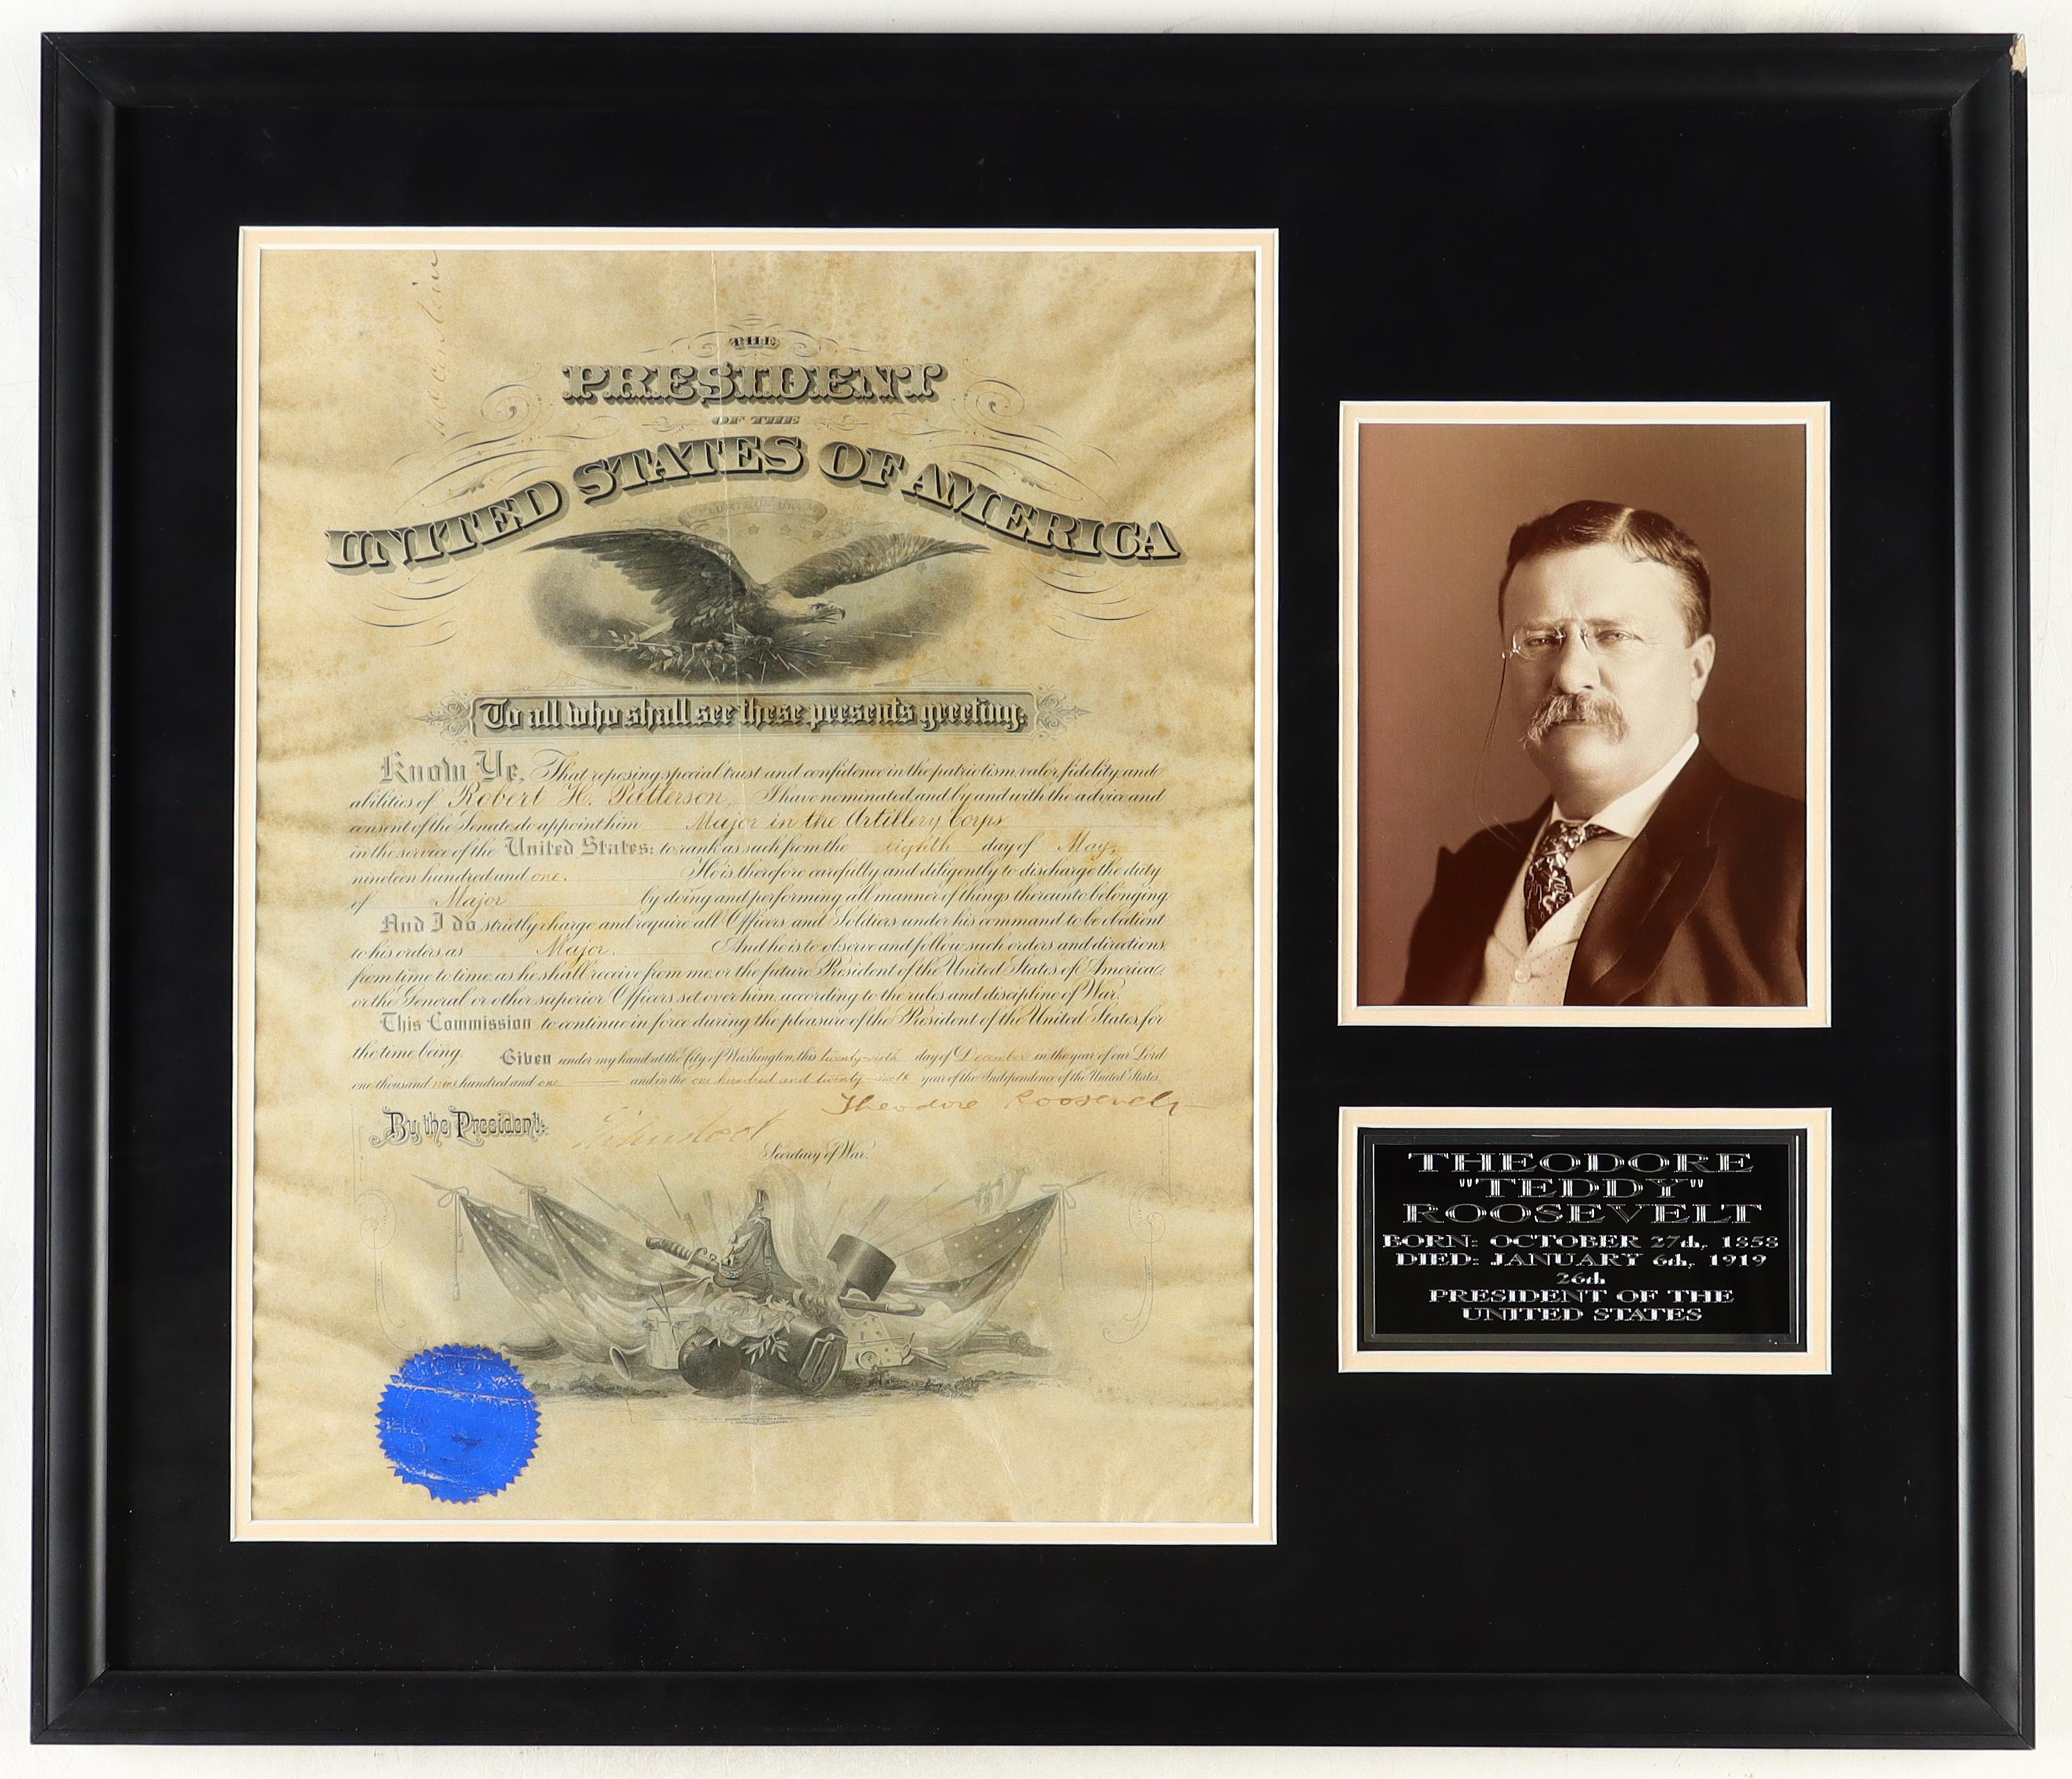 THE
PRESIDENT
OF THE
UNITED STATES OF AMERICA
To all who shall see these presents greeting:
Know Ye, That reposing special trust and confidence in the patriotism, valor, fidelity, and
abilities of Robert H. Patterson, I have nominated, and by and with the advice and
consent of the Senate, do appoint him Major in the Artillery Corps
in the service of the United States: to rank as such from the eighth day of May,
nineteen hundred and one. He is therefore carefully and diligently to discharge the duty
of Major by doing and performing all manner of things thereunto belonging.
And I do strictly charge and require all Officers and Soldiers under his command to be obedient
to his orders as Major. And he is to observe and follow such orders and directions,
from time to time, as he shall receive from me, or the future President of the United States of America,
or the General or other superior Officers set over him, according to the rules and discipline of War.
This Commission to continue in force during the pleasure of the President of the United States, for
the time being. Given under my hand at the City of Washington, this twenty-sixth day of December in the year of our Lord
one thousand nine hundred and one and in the one hundred and twenty-sixth year of the Independence of the United States.
Theodore Roosevelt
By the President:
Secretary of War.
THEODORE
"TEDDY"
ROOSEVELT
BORN: OCTOBER 27th, 1858
DIED: JANUARY 6th, 1919
26th
PRESIDENT OF THE
UNITED STATES